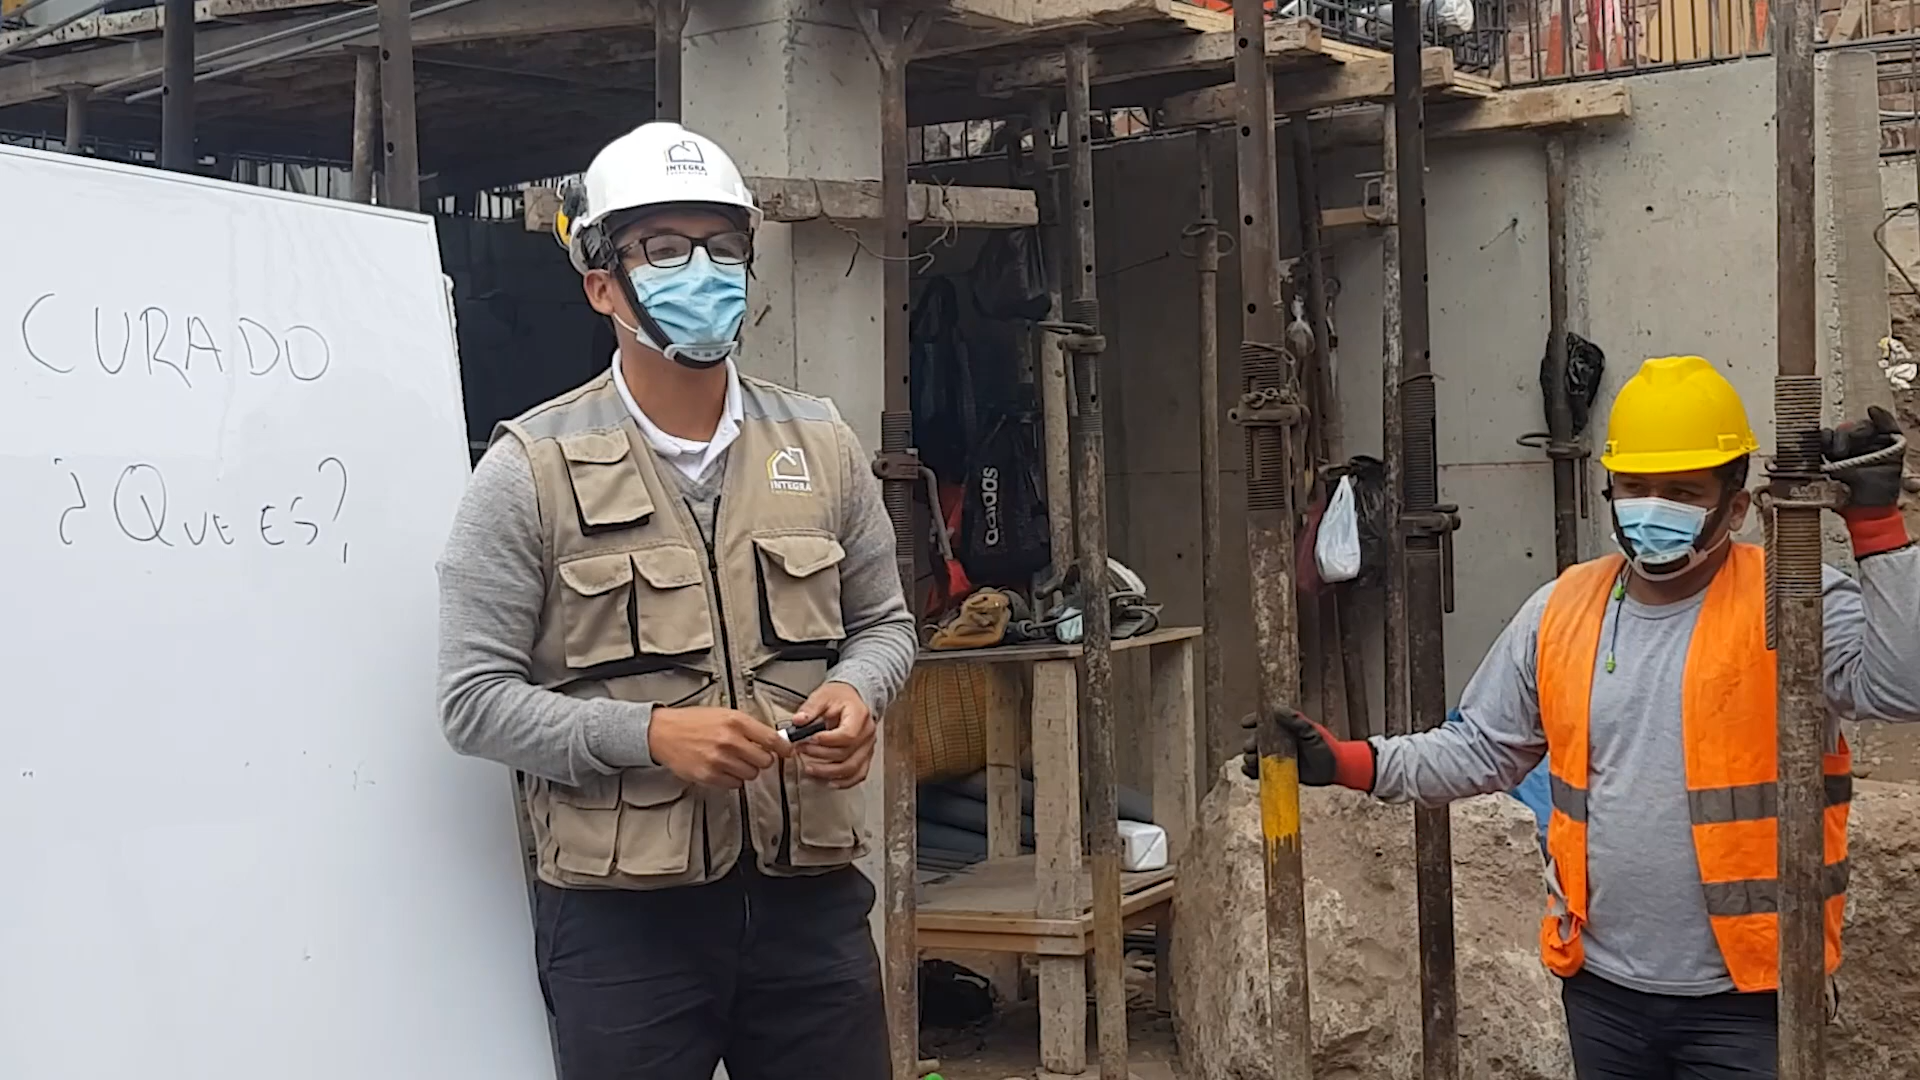 CURADO
¿QUE ES?
INTEGRA
INTEGRA
adidas